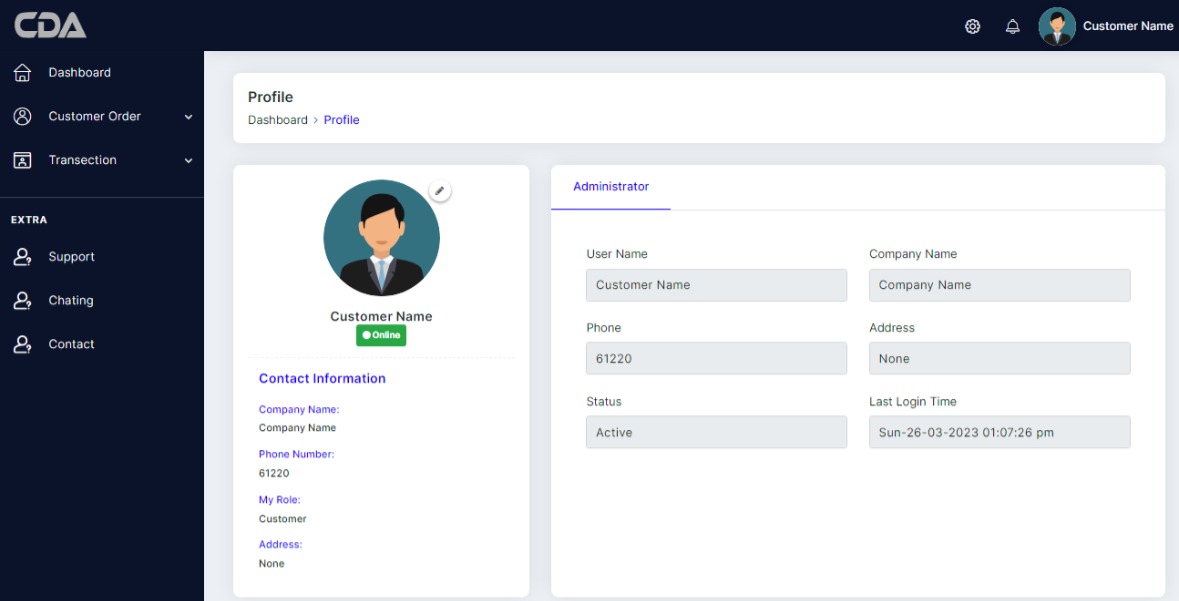 CDA
Customer Name
Dashboard
Customer Order
Transection
EXTRA
Support
Chating
Contact
Profile
Dashboard > Profile
Customer Name
Online
Contact Information
Company Name:
Company Name
Phone Number:
61220
My Role:
Customer
Address:
None
Administrator
User Name
Customer Name
Company Name
Company Name
Phone
61220
Address
None
Status
Active
Last Login Time
Sun-26-03-2023 01:07:26 pm